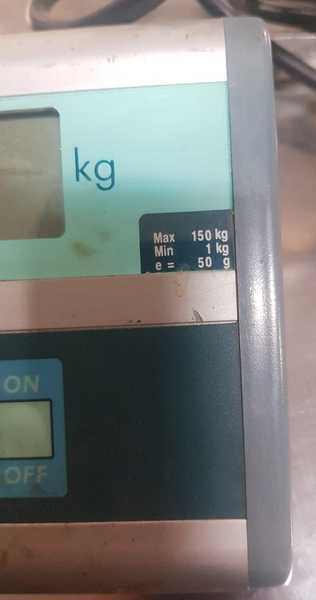 kg
Max 150 kg
Min 1 kg
e = 50 g
ON
OFF